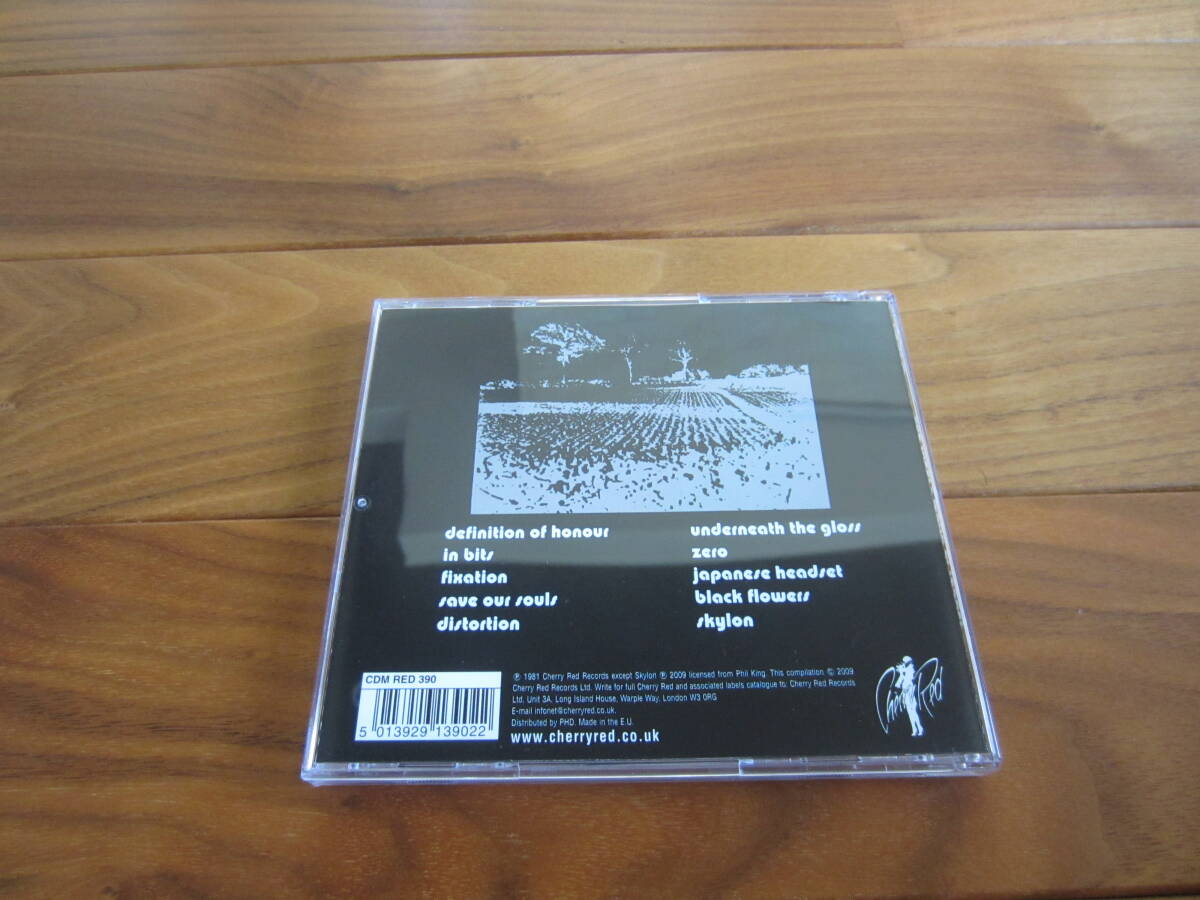 definition of honour
in bits
fixation
save our souls
distortion
underneath the gloss
zero
japanese headset
black flowers
skylon
CDM RED 390
5 013929 139022
℗ 1981 Cherry Red Records except Skylon ℗ 2009 licensed from Phil King. This compilation © 2009
Cherry Red Records Ltd. Write for full Cherry Red and associated labels catalogue to: Cherry Red Records
Ltd. Unit 3A, Long Island House, Warple Way, London W3 0RG
E-mail infonet@cherryred.co.uk.
Distributed by PHD. Made in the E.U.
www.cherryred.co.uk
Cherry Red